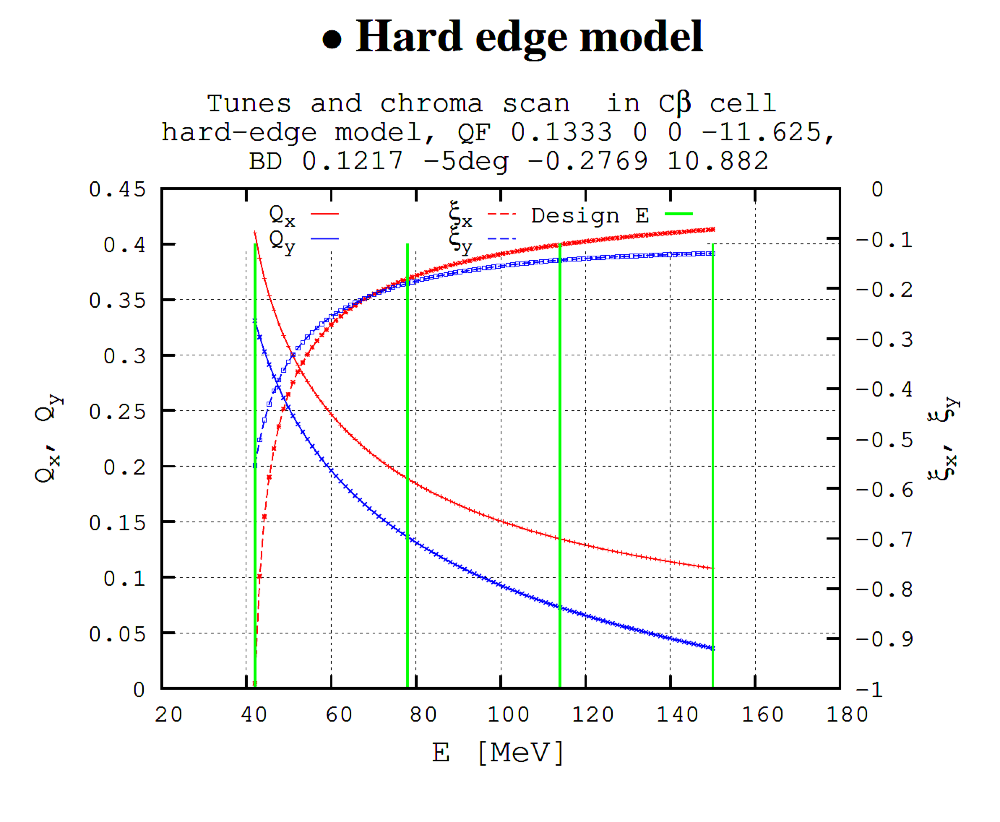 • Hard edge model
Tunes and chroma scan in Cβ cell
hard-edge model, QF 0.1333 0 0 -11.625,
BD 0.1217 -5deg -0.2769 10.882
Qx ξx Design E
Qy ξy
0.45
0.4
0.35
0.3
0.25
0.2
0.15
0.1
0.05
0
Qx, Qy
0
-0.1
-0.2
-0.3
-0.4
-0.5
-0.6
-0.7
-0.8
-0.9
-1
ξx, ξy
20 40 60 80 100 120 140 160 180
E [MeV]